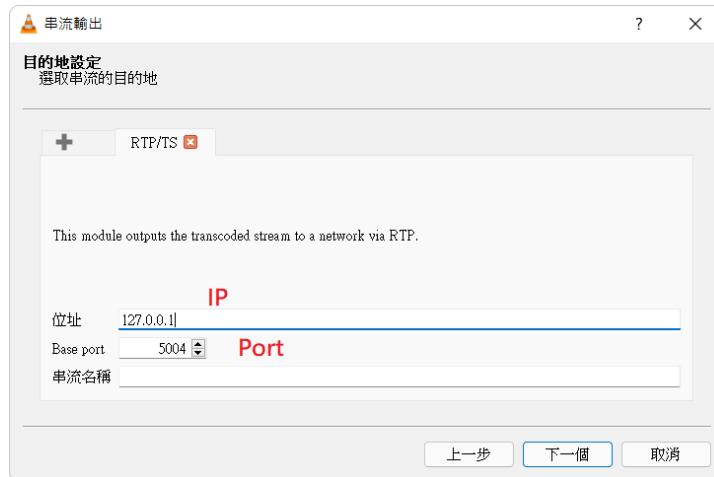 串流輸出
目的地設定
選取串流的目的地
RTP/TS
This module outputs the transcoded stream to a network via RTP.
IP
位址 127.0.0.1
Base port 5004 Port
串流名稱
上一步 下一個 取消